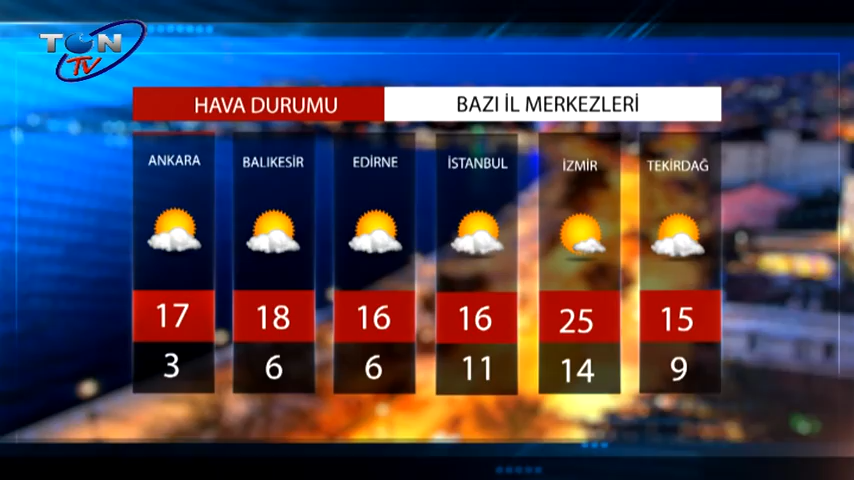 TON
TV
HAVA DURUMU
BAZI İL MERKEZLERİ
ANKARA
BALIKESİR
EDİRNE
İSTANBUL
İZMİR
TEKİRDAĞ
17
18
16
16
25
15
3
6
6
11
14
9